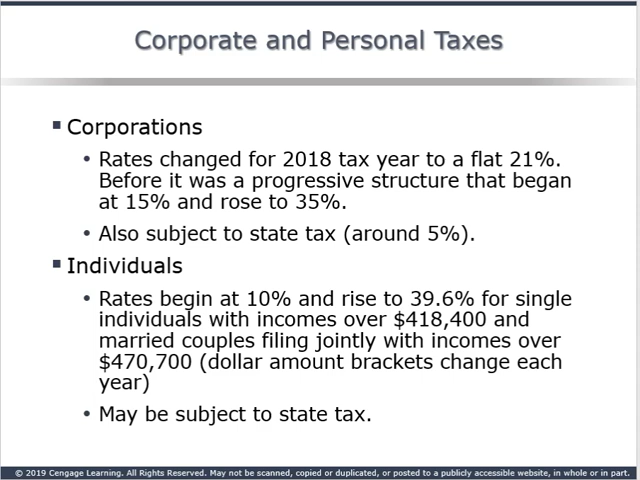 Corporate and Personal Taxes
▪ Corporations
• Rates changed for 2018 tax year to a flat 21%.
Before it was a progressive structure that began
at 15% and rose to 35%.
• Also subject to state tax (around 5%).
▪ Individuals
• Rates begin at 10% and rise to 39.6% for single
individuals with incomes over $418,400 and
married couples filing jointly with incomes over
$470,700 (dollar amount brackets change each
year)
• May be subject to state tax.
© 2019 Cengage Learning. All Rights Reserved. May not be scanned, copied or duplicated, or posted to a publicly accessible website, in whole or in part.